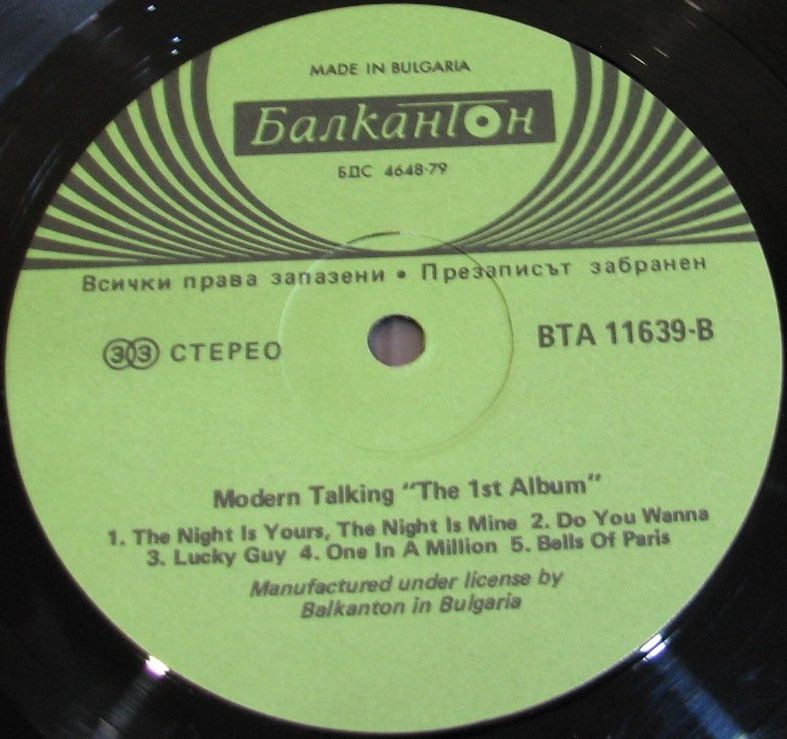 MADE IN BULGARIA
Балкантон
БДС 4648-79
Всички права запазени • Презаписът забранен
33 СТЕРЕО
ВТА 11639-В
Modern Talking "The 1st Album"
1. The Night Is Yours, The Night Is Mine 2. Do You Wanna
3. Lucky Guy 4. One In A Million 5. Bells Of Paris
Manufactured under license by
Balkanton in Bulgaria